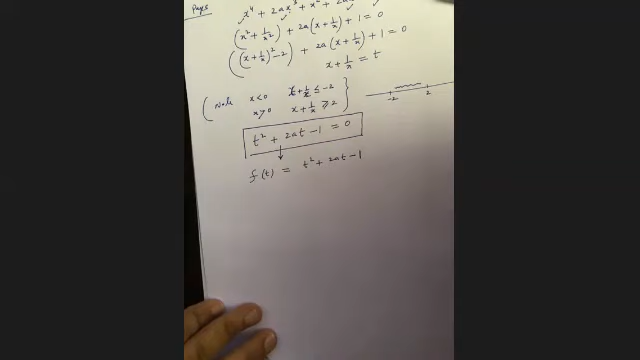 Pages
x⁴ + 2ax³ + x² + 2a
(x² + 1/x²) + 2a(x + 1/x) + 1 = 0
((x + 1/x)² - 2) + 2a(x + 1/x) + 1 = 0
x + 1/x = t
(Note x < 0 x + 1/x ≤ -2
x > 0 x + 1/x ≥ 2 }
-2 2
t² + 2at - 1 = 0
f(t) = t² + 2at - 1